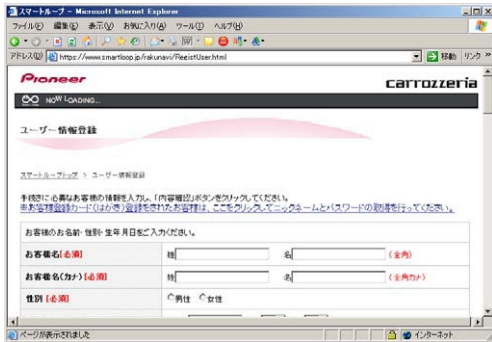 スマートループ - Microsoft Internet Explorer
ファイル(F) 編集(E) 表示(V) お気に入り(A) ツール(T) ヘルプ(H)
アドレス(D) https://www.smartloop.jp/rakunavi/RegistUser.html 移動 リンク »
Pioneer carrozzeria
NOW LOADING...
ユーザー情報登録
スマートループトップ > ユーザー情報登録
手続きに必要なお客様の情報を入力し、「内容確認」ボタンをクリックしてください。
※お客様登録カード(はがき)登録をされたお客様は、ここをクリックしてニックネームとパスワードの取得を行ってください。
お客様のお名前・性別・生年月日をご入力ください。
お客様名[必須] 姓 名 (全角)
お客様名(カナ)[必須] 姓 名 (全角カナ)
性別 [必須] 男性 女性
ページが表示されました インターネット